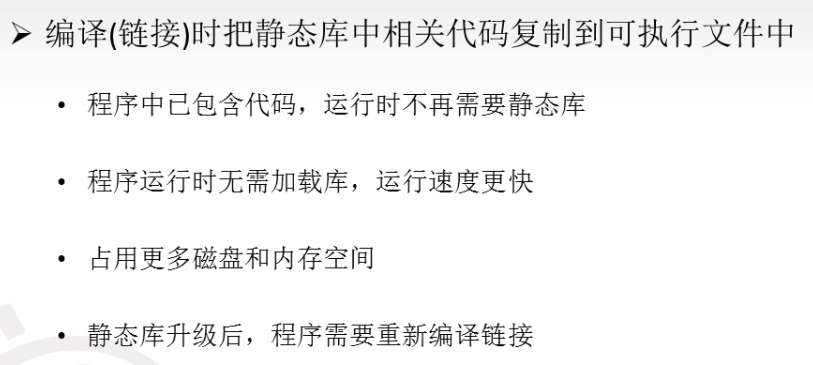 ➢ 编译(链接)时把静态库中相关代码复制到可执行文件中
• 程序中已包含代码，运行时不再需要静态库
• 程序运行时无需加载库，运行速度更快
• 占用更多磁盘和内存空间
• 静态库升级后，程序需要重新编译链接